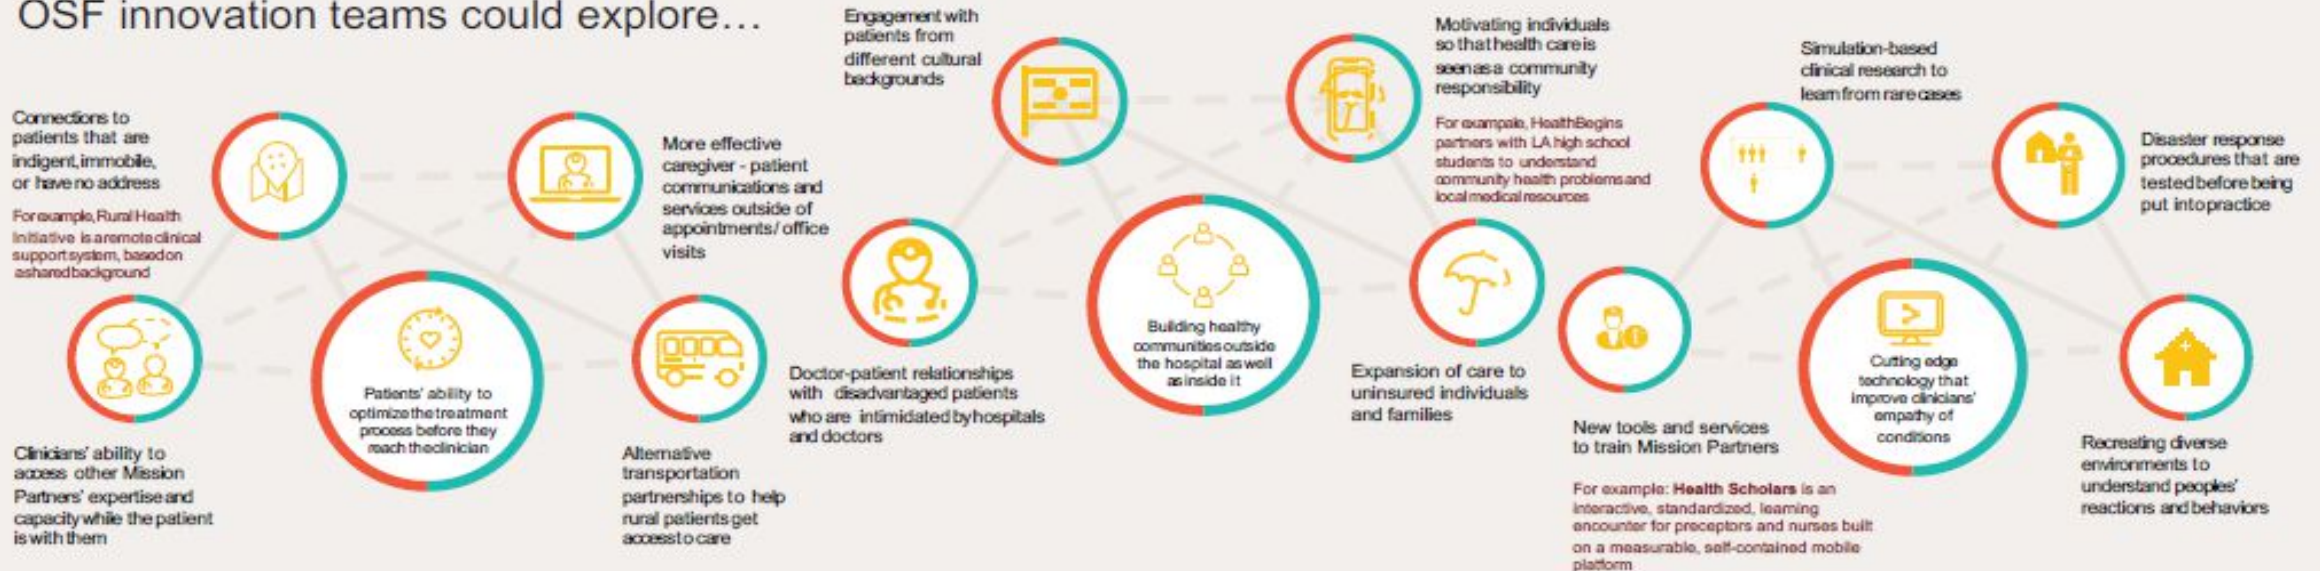 OSF innovation teams could explore…
Connections to
patients that are
indigent, immobile,
or have no address
For example, Rural Health
Initiative is a remote clinical
support system, based on
a shared background
More effective
caregiver - patient
communications and
services outside of
appointments/ office
visits
Clinicians' ability to
access other Mission
Partners' expertise and
capacity while the patient
is with them
Patients' ability to
optimize the treatment
process before they
reach the clinician
Alternative
transportation
partnerships to help
rural patients get
access to care
Engagement with
patients from
different cultural
backgrounds
Motivating individuals
so that health care is
seen as a community
responsibility
For exampale, HealthBegins
partners with LA high school
students to understand
community health problems and
local medical resources
Doctor-patient relationships
with disadvantaged patients
who are intimidated by hospitals
and doctors
Building healthy
communities outside
the hospital as well
as inside it
Expansion of care to
uninsured individuals
and families
Simulation-based
clinical research to
learn from rare cases
Disaster response
procedures that are
tested before being
put into practice
New tools and services
to train Mission Partners
For example: Health Scholars is an
interactive, standardized, learning
encounter for preceptors and nurses built
on a measurable, self-contained mobile
platform
Cutting edge
technology that
improve clinicians'
empathy of
conditions
Recreating diverse
environments to
understand peoples'
reactions and behaviors